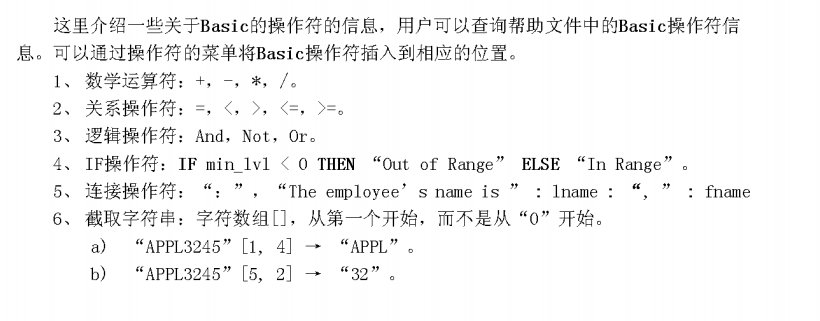 这里介绍一些关于Basic的操作符的信息，用户可以查询帮助文件中的Basic操作符信
息。可以通过操作符的菜单将Basic操作符插入到相应的位置。
1、 数学运算符：+，-，*，/。
2、 关系操作符：=，<，>，<=，>=。
3、 逻辑操作符：And，Not，Or。
4、 IF操作符：IF min_lvl < 0 THEN “Out of Range” ELSE “In Range”。
5、 连接操作符：“：”，“The employee’s name is ” : lname : “, ” : fname
6、 截取字符串：字符数组[]，从第一个开始，而不是从“0”开始。
a) “APPL3245”[1, 4] → “APPL”。
b) “APPL3245”[5, 2] → “32”。